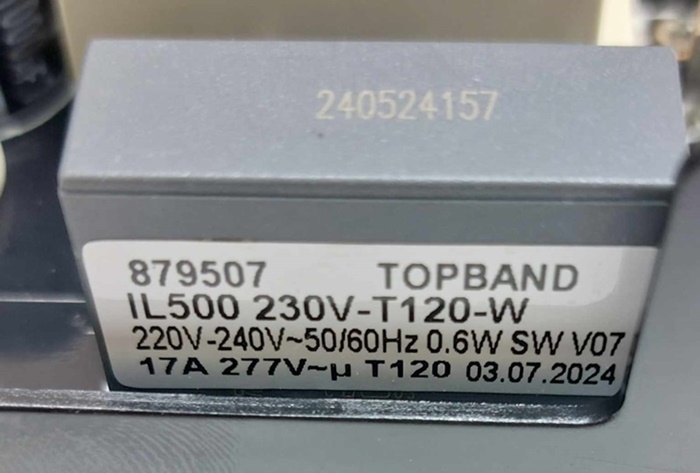 240524157
879507 TOPBAND
IL500 230V-T120-W
220V-240V~50/60Hz 0.6W SW V07
17A 277V~μ T120 03.07.2024